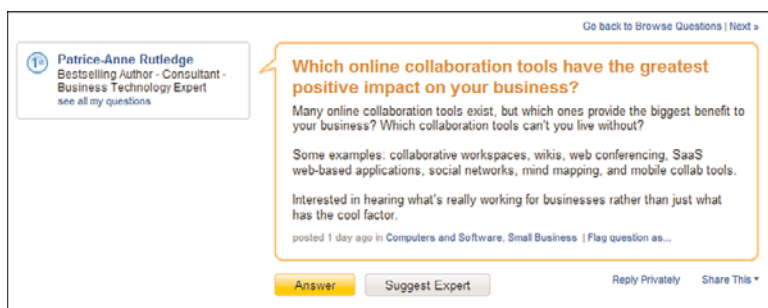 Go back to Browse Questions | Next »
1st
Patrice-Anne Rutledge
Bestselling Author - Consultant -
Business Technology Expert
see all my questions
Which online collaboration tools have the greatest
positive impact on your business?
Many online collaboration tools exist, but which ones provide the biggest benefit to
your business? Which collaboration tools can't you live without?
Some examples: collaborative workspaces, wikis, web conferencing, SaaS
web-based applications, social networks, mind mapping, and mobile collab tools.
Interested in hearing what's really working for businesses rather than just what
has the cool factor.
posted 1 day ago in Computers and Software, Small Business | Flag question as...
Answer
Suggest Expert
Reply Privately
Share This